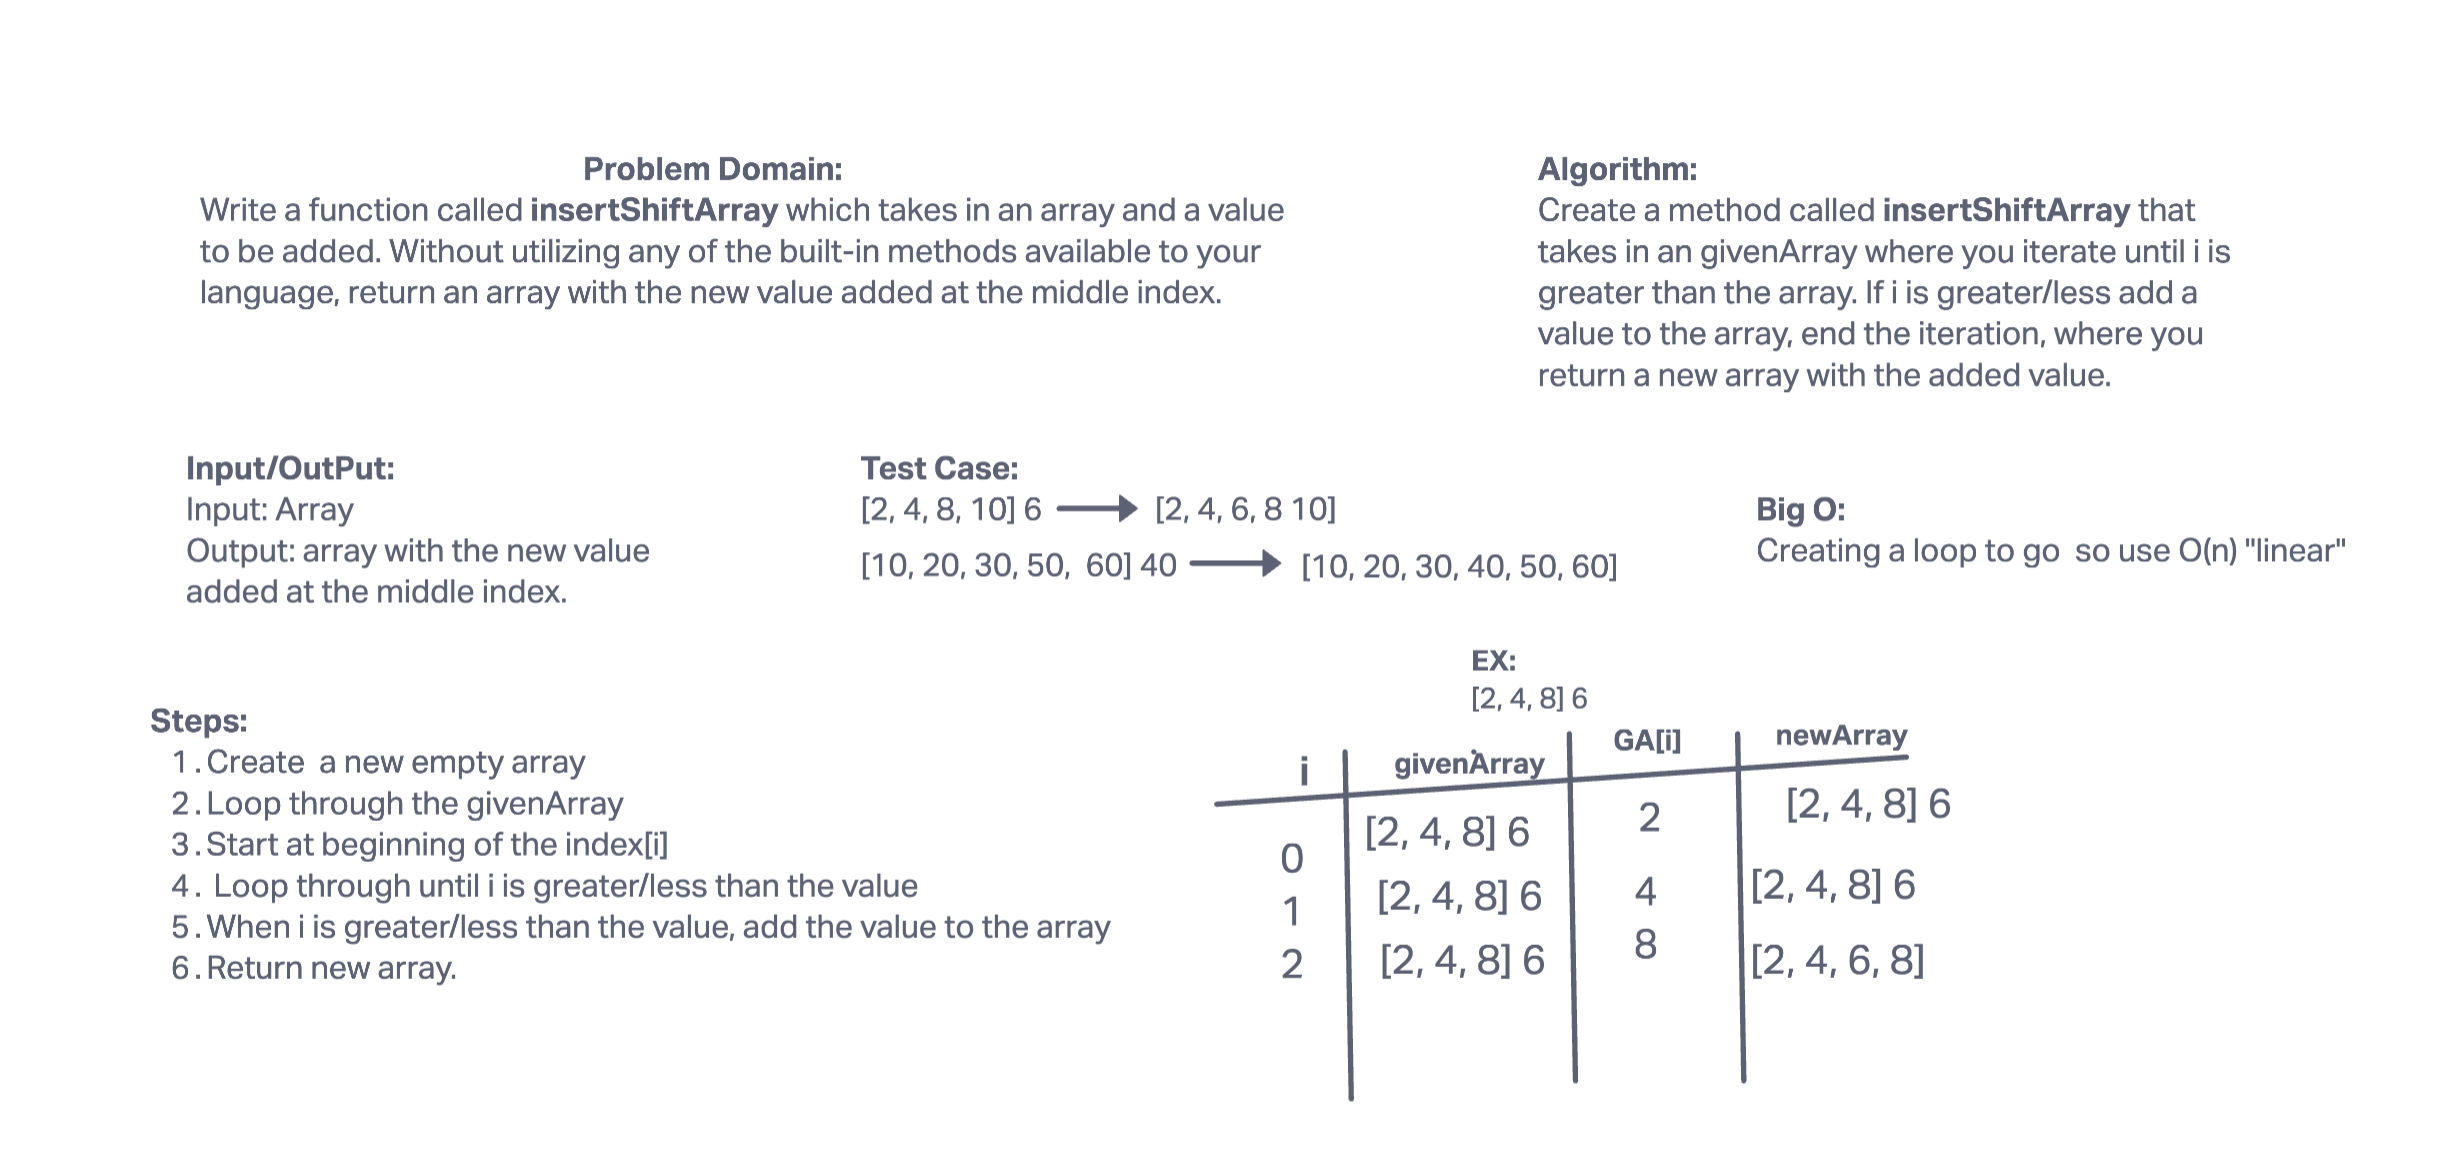 Problem Domain:
Write a function called insertShiftArray which takes in an array and a value
to be added. Without utilizing any of the built-in methods available to your
language, return an array with the new value added at the middle index.
Algorithm:
Create a method called insertShiftArray that
takes in an givenArray where you iterate until i is
greater than the array. If i is greater/less add a
value to the array, end the iteration, where you
return a new array with the added value.
Input/OutPut:
Input: Array
Output: array with the new value
added at the middle index.
Test Case:
[2, 4, 8, 10] 6 → [2, 4, 6, 8 10]
[10, 20, 30, 50, 60] 40 → [10, 20, 30, 40, 50, 60]
Big O:
Creating a loop to go so use O(n) "linear"
Steps:
1. Create a new empty array
2. Loop through the givenArray
3. Start at beginning of the index[i]
4. Loop through until i is greater/less than the value
5. When i is greater/less than the value, add the value to the array
6. Return new array.
EX:
[2, 4, 8] 6
i givenArray GA[i] newArray
0 [2, 4, 8] 6 2 [2, 4, 8] 6
1 [2, 4, 8] 6 4 [2, 4, 8] 6
2 [2, 4, 8] 6 8 [2, 4, 6, 8]